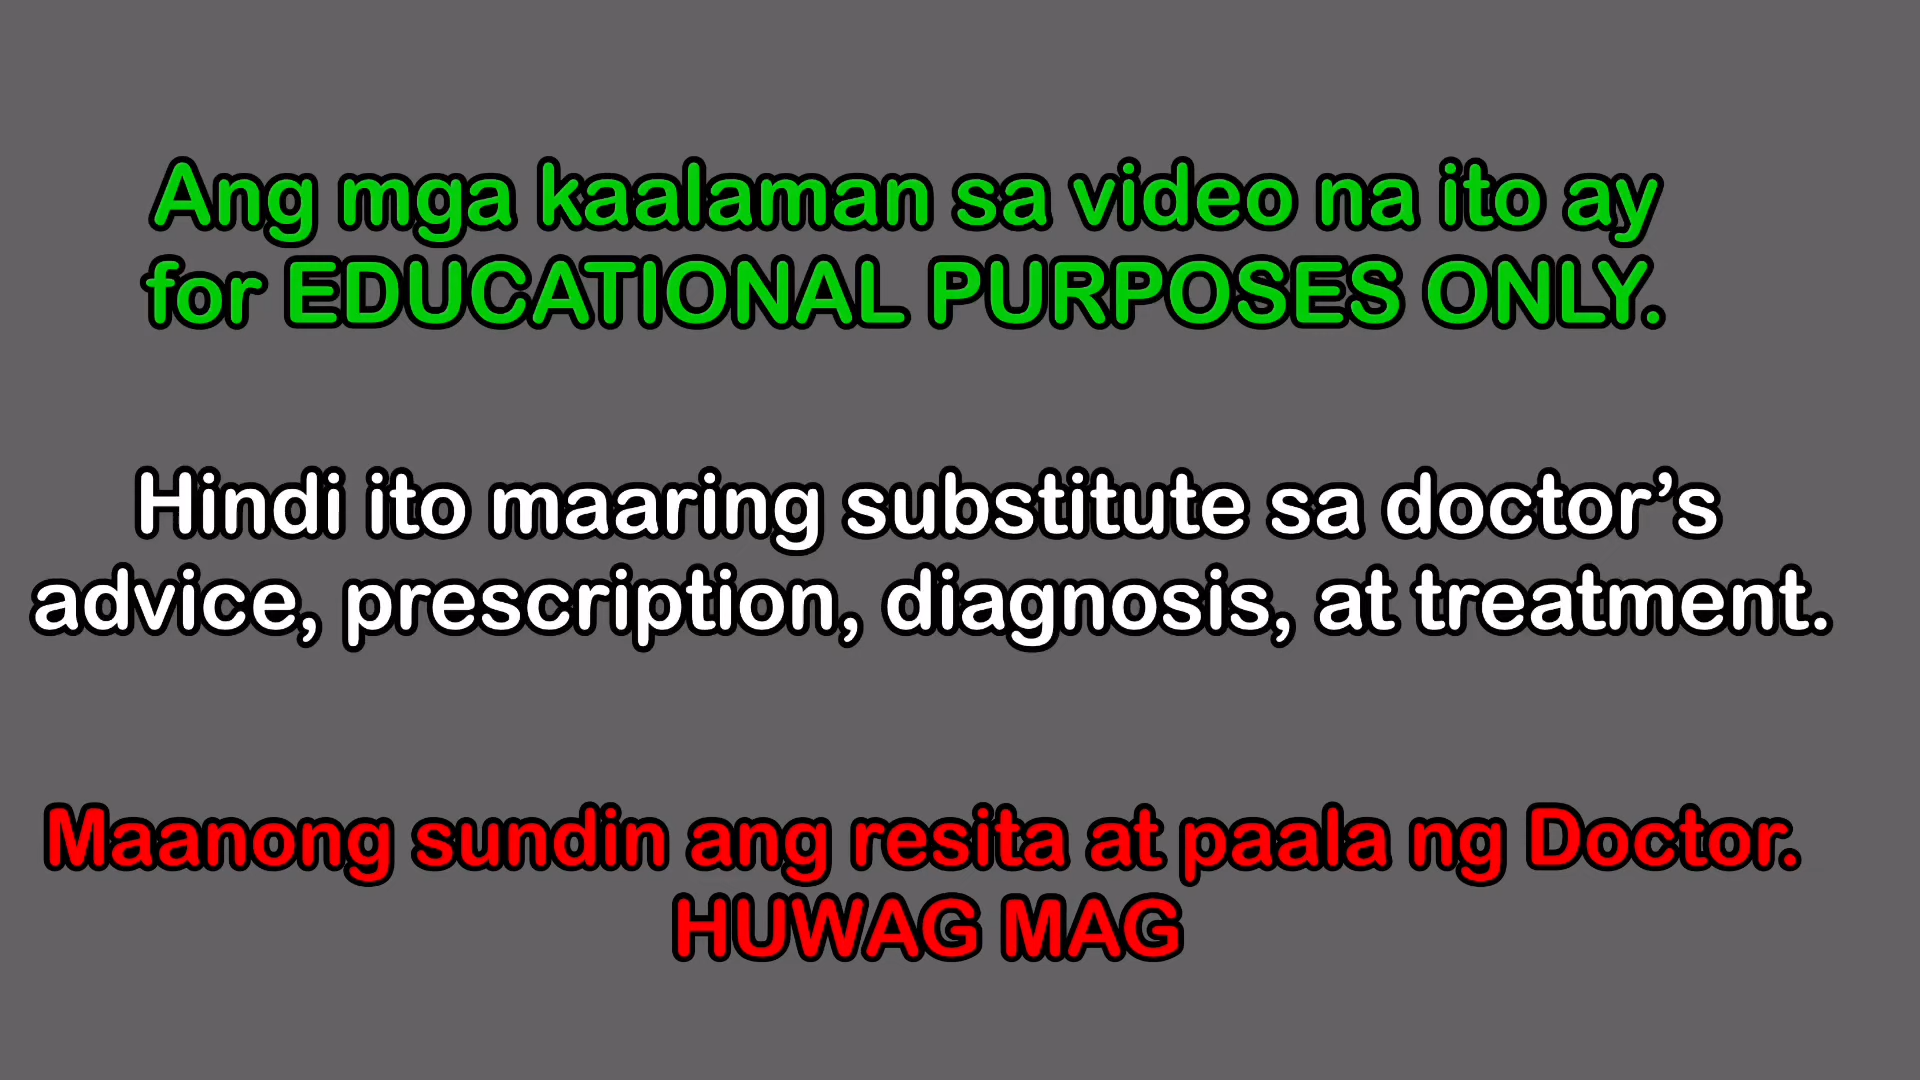 Ang mga kaalaman sa video na ito ay
for EDUCATIONAL PURPOSES ONLY.
Hindi ito maaring substitute sa doctor’s
advice, prescription, diagnosis, at treatment.
Maanong sundin ang resita at paala ng Doctor.
HUWAG MAG